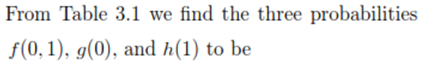 From Table 3.1 we find the three probabilities
f(0, 1), g(0), and h(1) to be